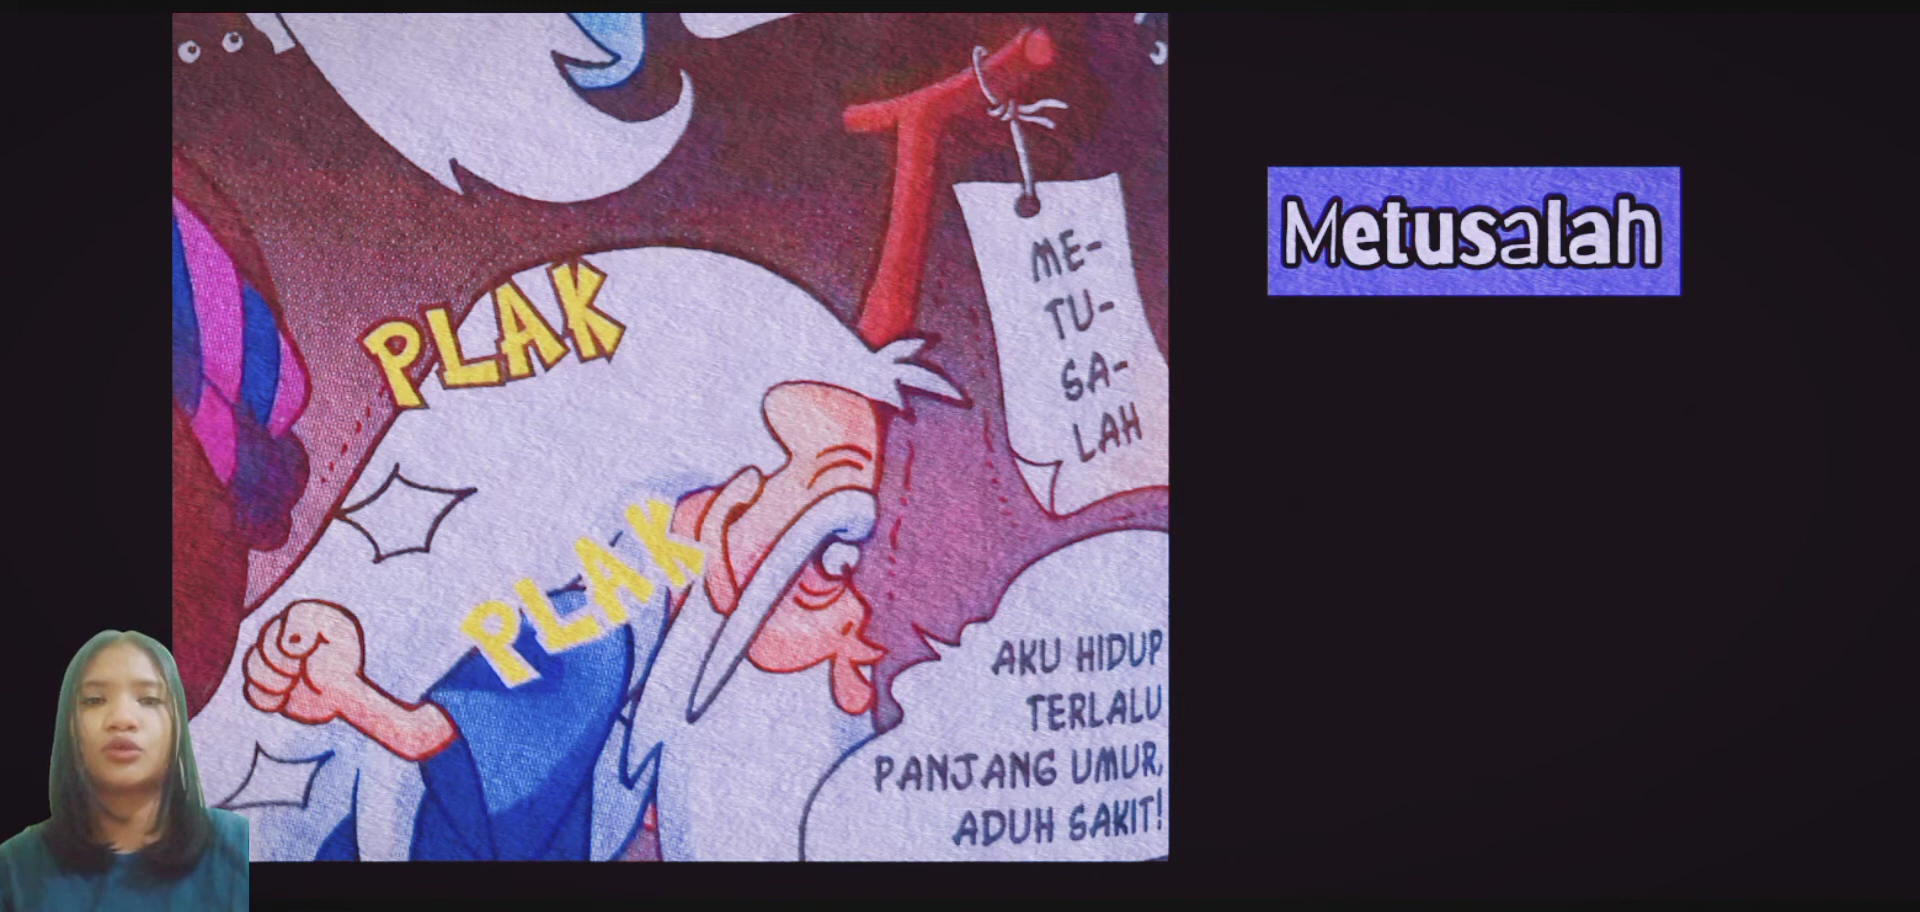 PLAK
PLAK
ME-
TU-
SA-
LAH
AKU HIDUP
TERLALU
PANJANG UMUR,
ADUH SAKIT!
Metusalah